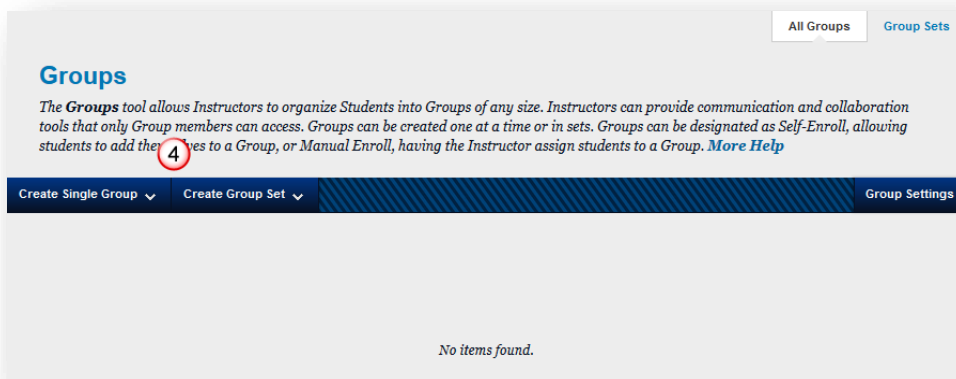 All Groups Group Sets
Groups
The Groups tool allows Instructors to organize Students into Groups of any size. Instructors can provide communication and collaboration
tools that only Group members can access. Groups can be created one at a time or in sets. Groups can be designated as Self-Enroll, allowing
students to add ves to a Group, or Manual Enroll, having the Instructor assign students to a Group. More Help
4
Create Single Group Create Group Set Group Settings
No items found.